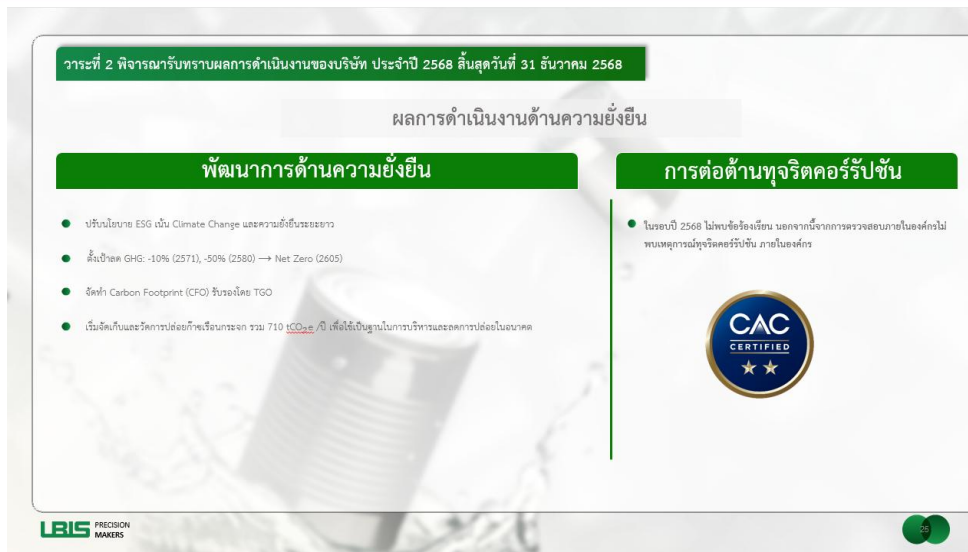 วาระที่ 2 พิจารณารับทราบผลการดำเนินงานของบริษัท ประจำปี 2568 สิ้นสุดวันที่ 31 ธันวาคม 2568
ผลการดำเนินงานด้านความยั่งยืน
พัฒนาการด้านความยั่งยืน
ปรับนโยบาย ESG เน้น Climate Change และความยั่งยืนระยะยาว
ตั้งเป้าลด GHG: -10% (2571), -50% (2580) → Net Zero (2605)
จัดทำ Carbon Footprint (CFO) รับรองโดย TGO
เริ่มจัดเก็บและวัดการปล่อยก๊าซเรือนกระจก รวม 710 tCO₂e /ปี เพื่อใช้เป็นฐานในการบริหารและลดการปล่อยในอนาคต
การต่อต้านทุจริตคอร์รัปชัน
ในรอบปี 2568 ไม่พบข้อร้องเรียน นอกจากนี้จากการตรวจสอบภายในองค์กรไม่
พบเหตุการณ์ทุจริตคอร์รัปชัน ภายในองค์กร
CAC
CERTIFIED
LBIS PRECISION
MAKERS
26